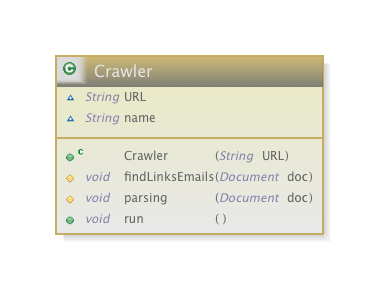 C Crawler
String URL
String name
c Crawler (String URL)
void findLinksEmails(Document doc)
void parsing (Document doc)
void run ( )